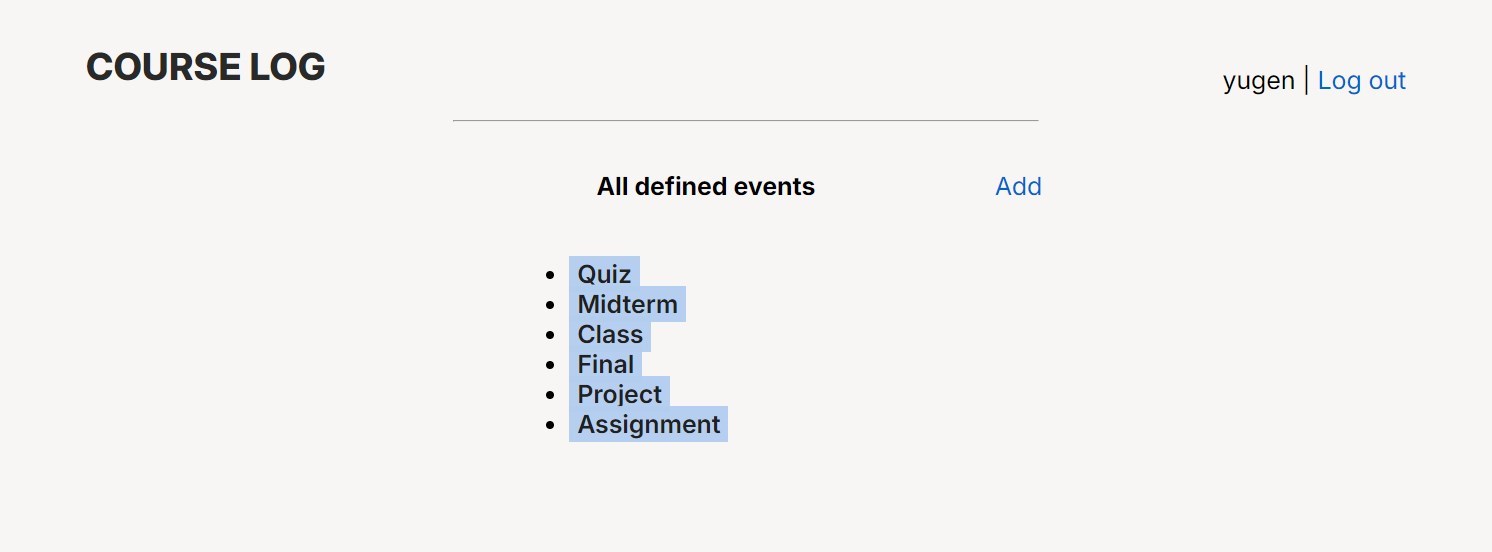 COURSE LOG
yugen | Log out
All defined events
Add
Quiz
Midterm
Class
Final
Project
Assignment